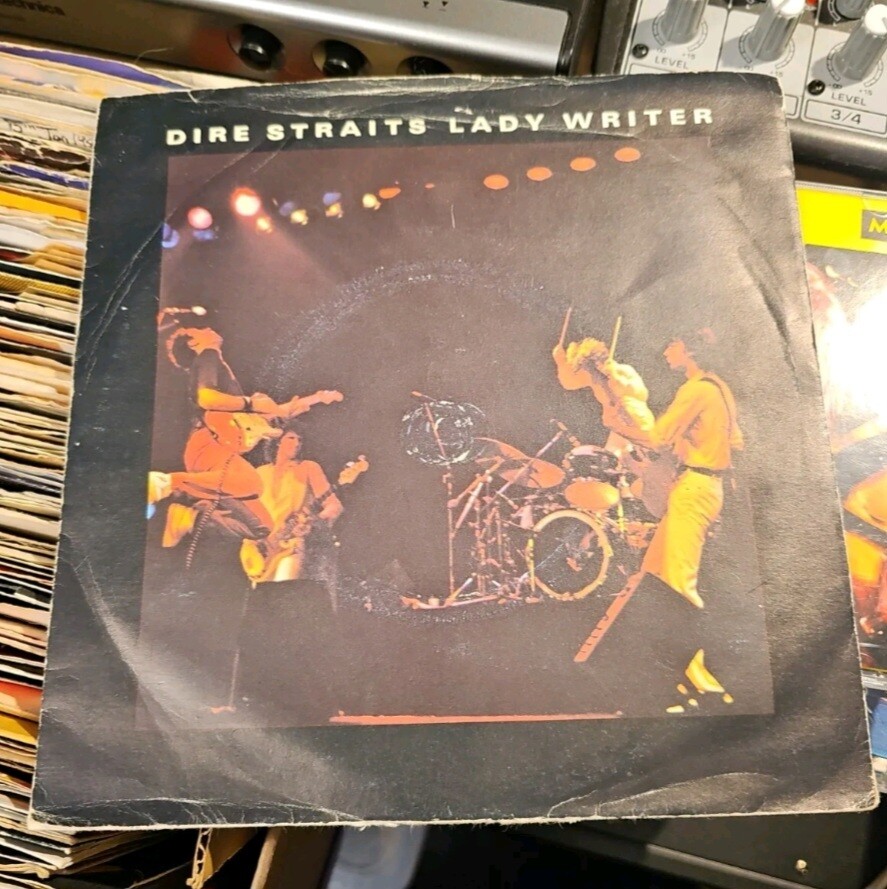 LEVEL
LEVEL
3/4
DIRE STRAITS LADY WRITER